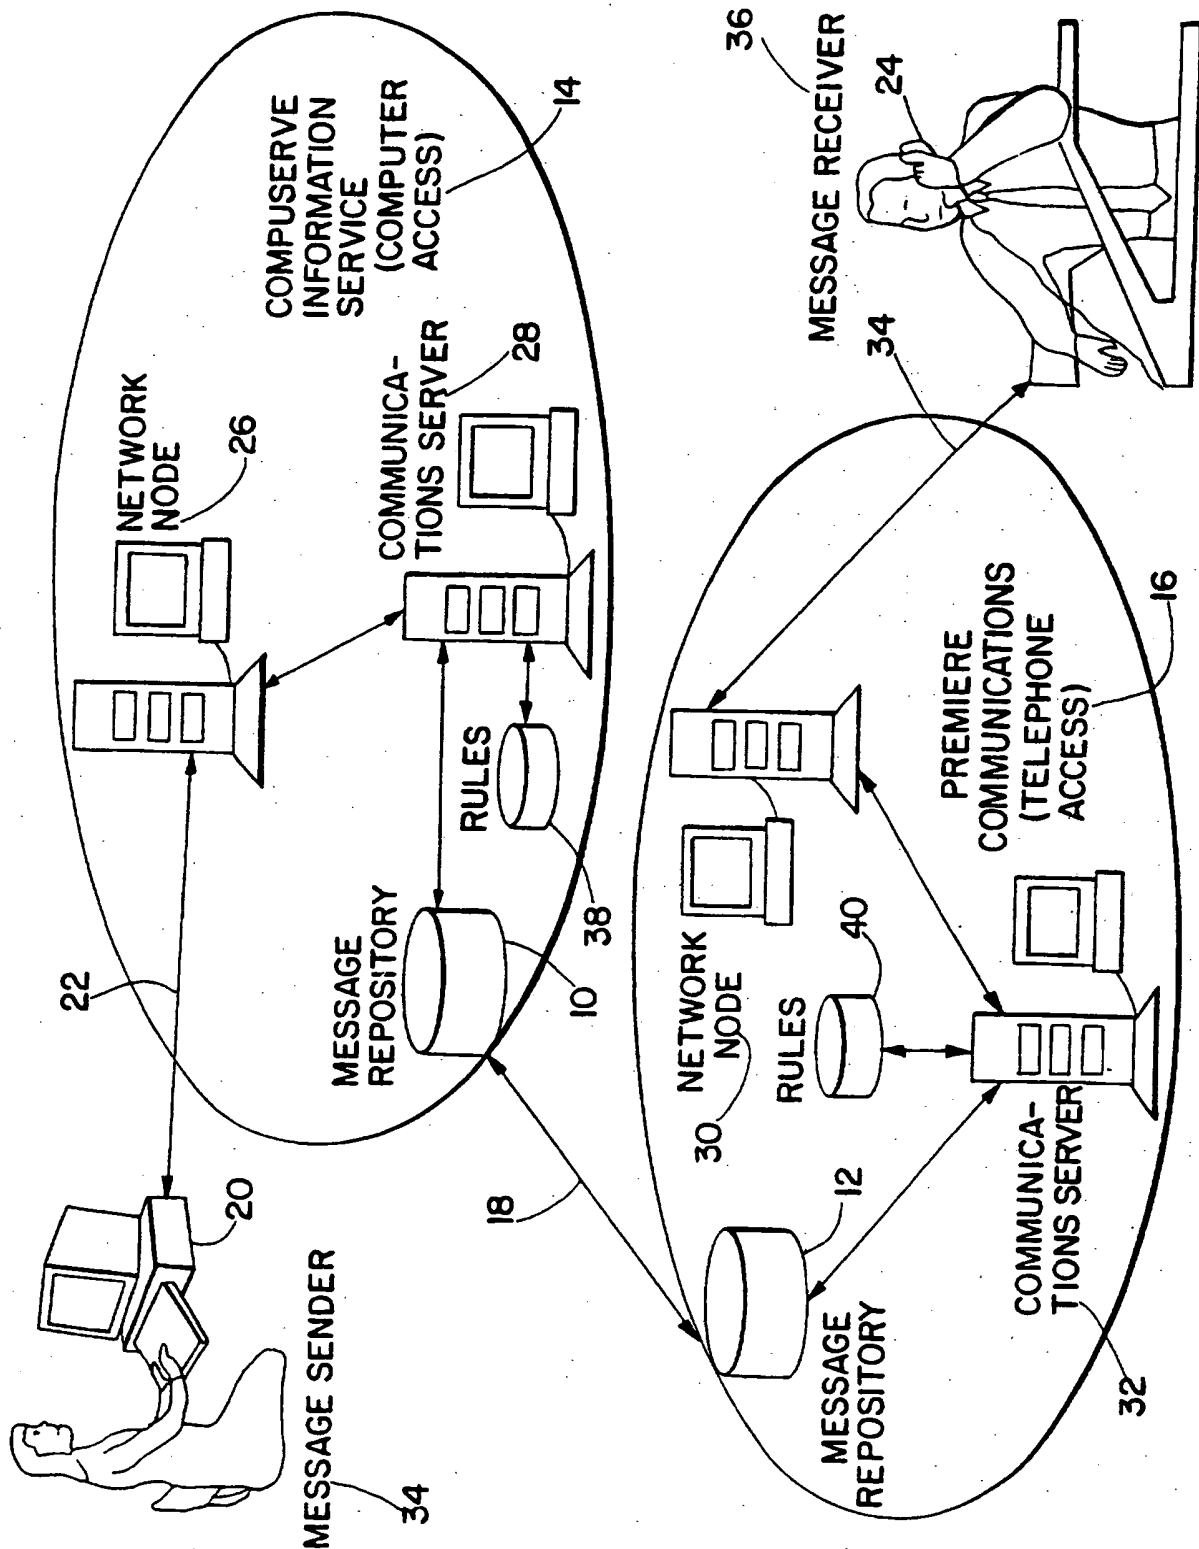 MESSAGE SENDER
34
20
22
NETWORK
NODE
26
COMPUSERVE
INFORMATION
SERVICE
(COMPUTER
ACCESS)
14
COMMUNICA-
TIONS SERVER
28
MESSAGE
REPOSITORY
10
RULES
38
18
MESSAGE
REPOSITORY
12
NETWORK
NODE
30
RULES
40
COMMUNICA-
TIONS SERVER
32
PREMIERE
COMMUNICATIONS
(TELEPHONE
ACCESS)
16
34
MESSAGE RECEIVER
36
24